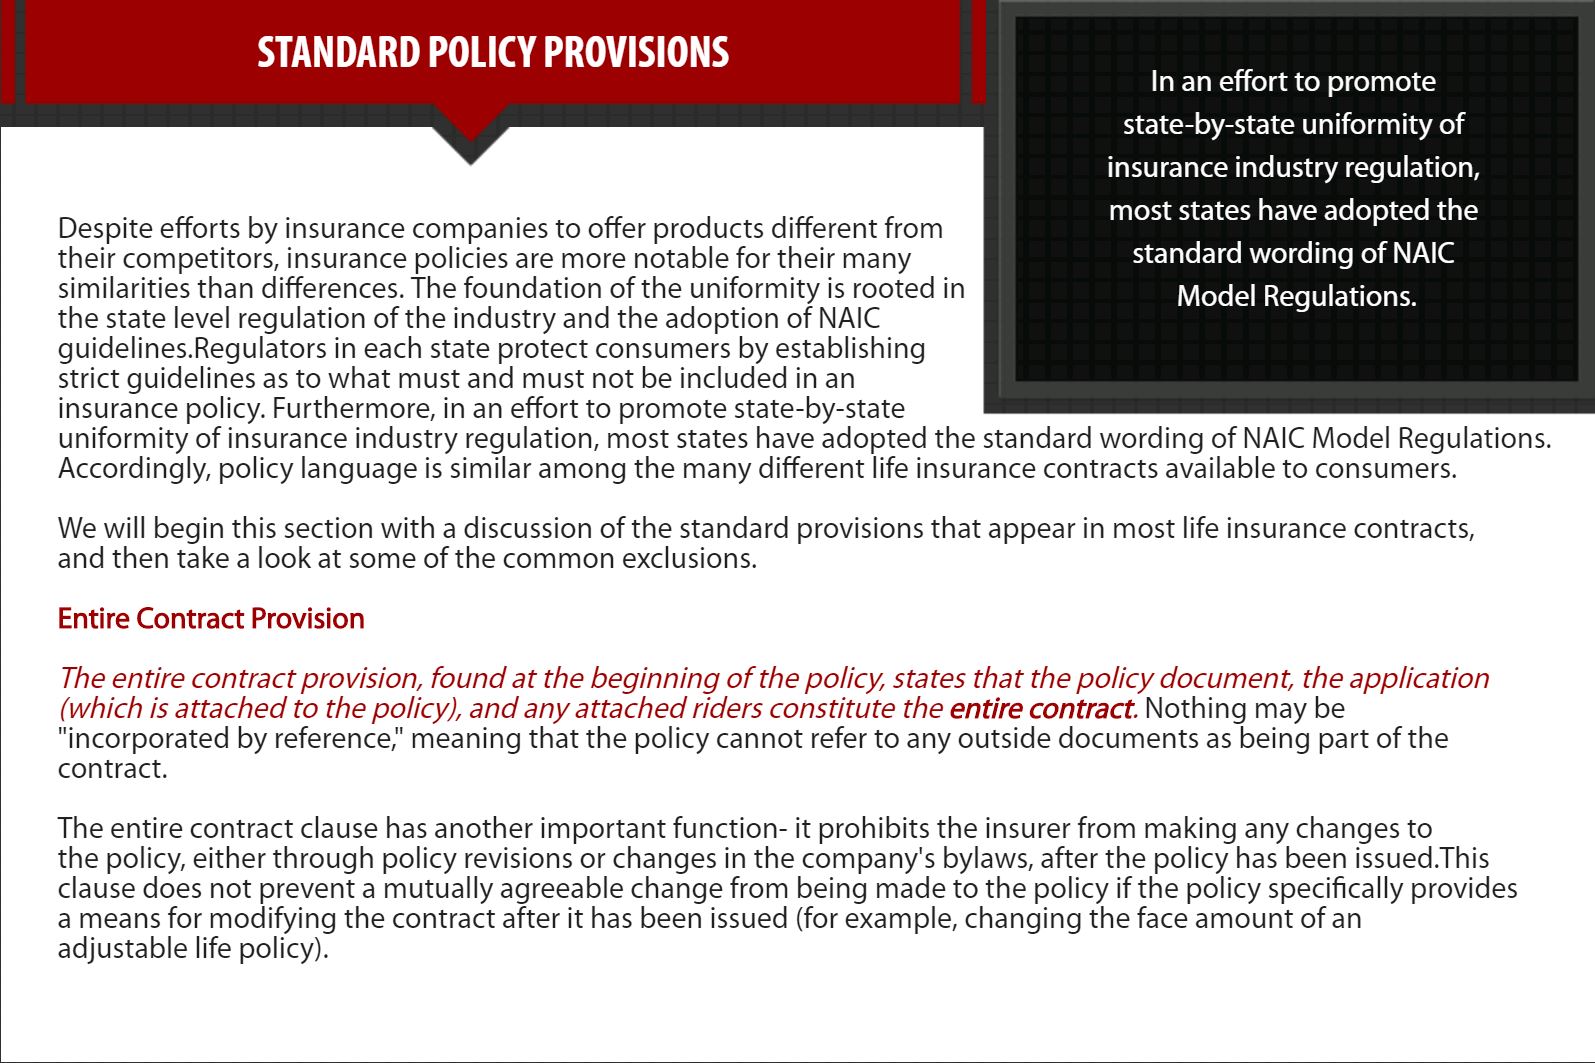 STANDARD POLICY PROVISIONS
In an effort to promote
state-by-state uniformity of
insurance industry regulation,
most states have adopted the
standard wording of NAIC
Model Regulations.
Despite efforts by insurance companies to offer products different from
their competitors, insurance policies are more notable for their many
similarities than differences. The foundation of the uniformity is rooted in
the state level regulation of the industry and the adoption of NAIC
guidelines.Regulators in each state protect consumers by establishing
strict guidelines as to what must and must not be included in an
insurance policy. Furthermore, in an effort to promote state-by-state
uniformity of insurance industry regulation, most states have adopted the standard wording of NAIC Model Regulations.
Accordingly, policy language is similar among the many different life insurance contracts available to consumers.
We will begin this section with a discussion of the standard provisions that appear in most life insurance contracts,
and then take a look at some of the common exclusions.
Entire Contract Provision
The entire contract provision, found at the beginning of the policy, states that the policy document, the application
(which is attached to the policy), and any attached riders constitute the entire contract. Nothing may be
"incorporated by reference," meaning that the policy cannot refer to any outside documents as being part of the
contract.
The entire contract clause has another important function- it prohibits the insurer from making any changes to
the policy, either through policy revisions or changes in the company's bylaws, after the policy has been issued.This
clause does not prevent a mutually agreeable change from being made to the policy if the policy specifically provides
a means for modifying the contract after it has been issued (for example, changing the face amount of an
adjustable life policy).